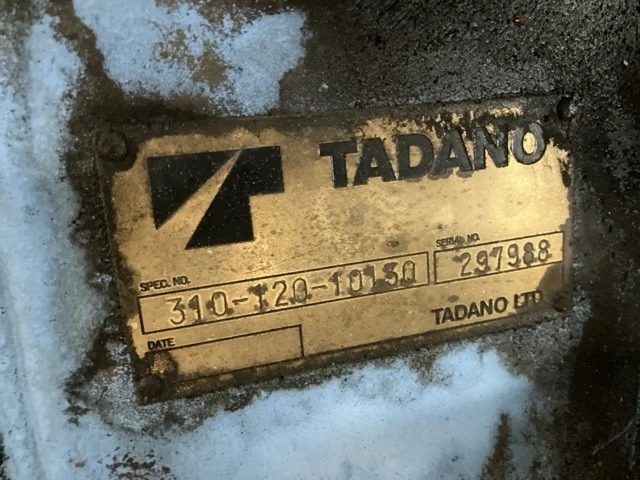 TADANO
SPEC. NO.
310-120-10130
SERIAL NO.
297988
DATE
TADANO LTD